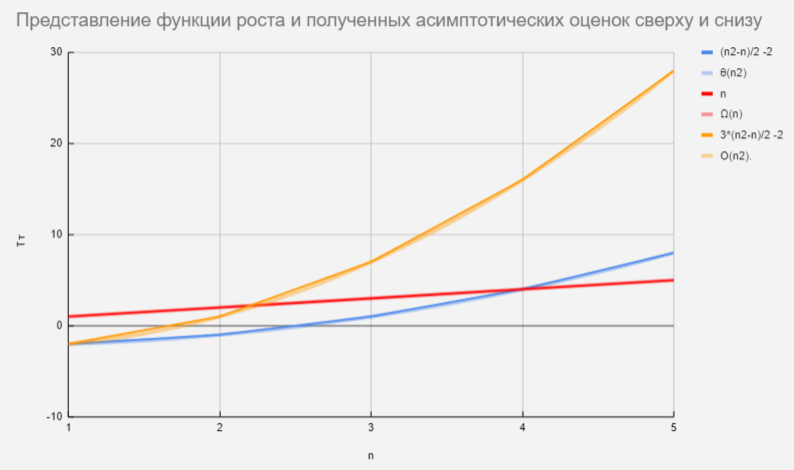 Представление функции роста и полученных асимптотических оценок сверху и снизу
30
20
10
0
-10
Тт
1
2
3
4
5
n
(n2-n)/2 -2
θ(n2)
n
Ω(n)
3*(n2-n)/2 -2
O(n2).